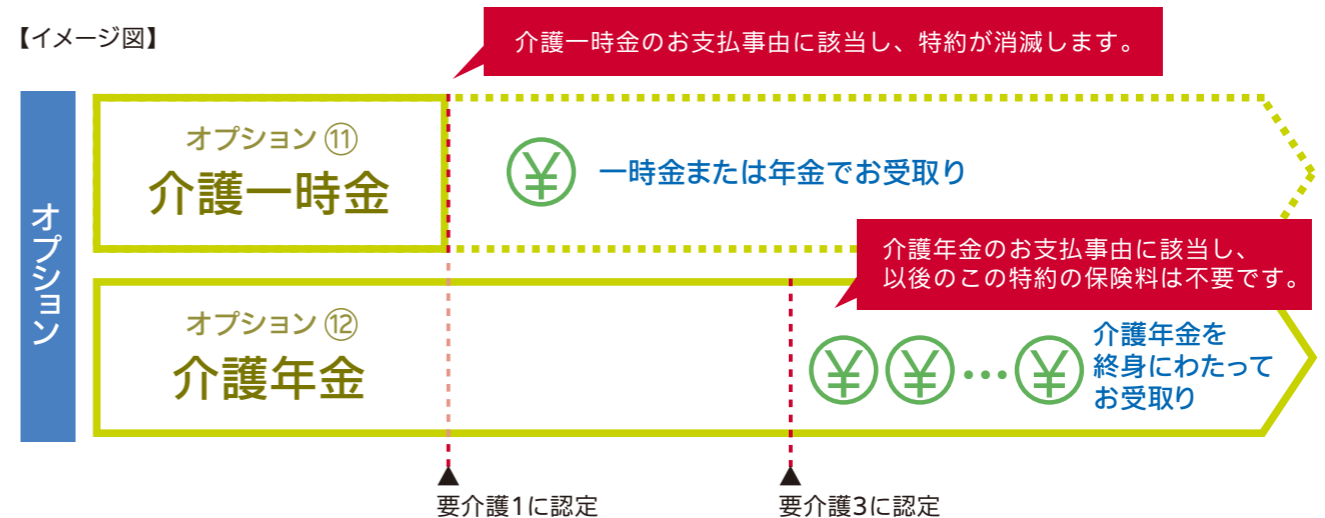 【イメージ図】
介護一時金のお支払事由に該当し、特約が消滅します。
オプション
オプション ⑪
介護一時金
¥
一時金または年金でお受取り
介護年金のお支払事由に該当し、
以後のこの特約の保険料は不要です。
オプション ⑫
介護年金
¥ ¥ … ¥
介護年金を
終身にわたって
お受取り
▲
要介護1に認定
▲
要介護3に認定